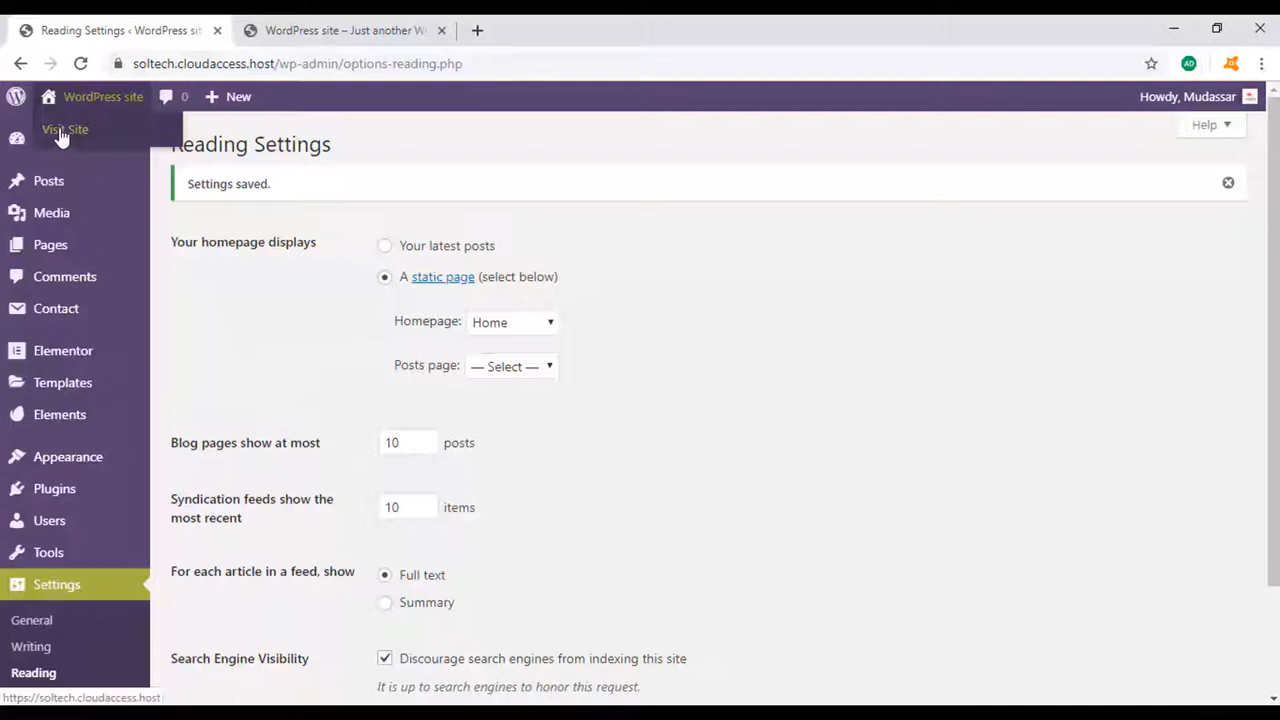 Reading Settings ‹ WordPress sit
WordPress site – Just another W
soltech.cloudaccess.host/wp-admin/options-reading.php
AD
WordPress site
0
New
Howdy, Mudassar
Visit Site
Help
Reading Settings
Settings saved.
Posts
Media
Pages
Comments
Contact
Elementor
Templates
Elements
Appearance
Plugins
Users
Tools
Settings
General
Writing
Reading
Your homepage displays
Your latest posts
A static page (select below)
Homepage: Home
Posts page: — Select —
Blog pages show at most 10 posts
Syndication feeds show the
most recent
10 items
For each article in a feed, show
Full text
Summary
Search Engine Visibility
Discourage search engines from indexing this site
It is up to search engines to honor this request.
https://soltech.cloudaccess.host